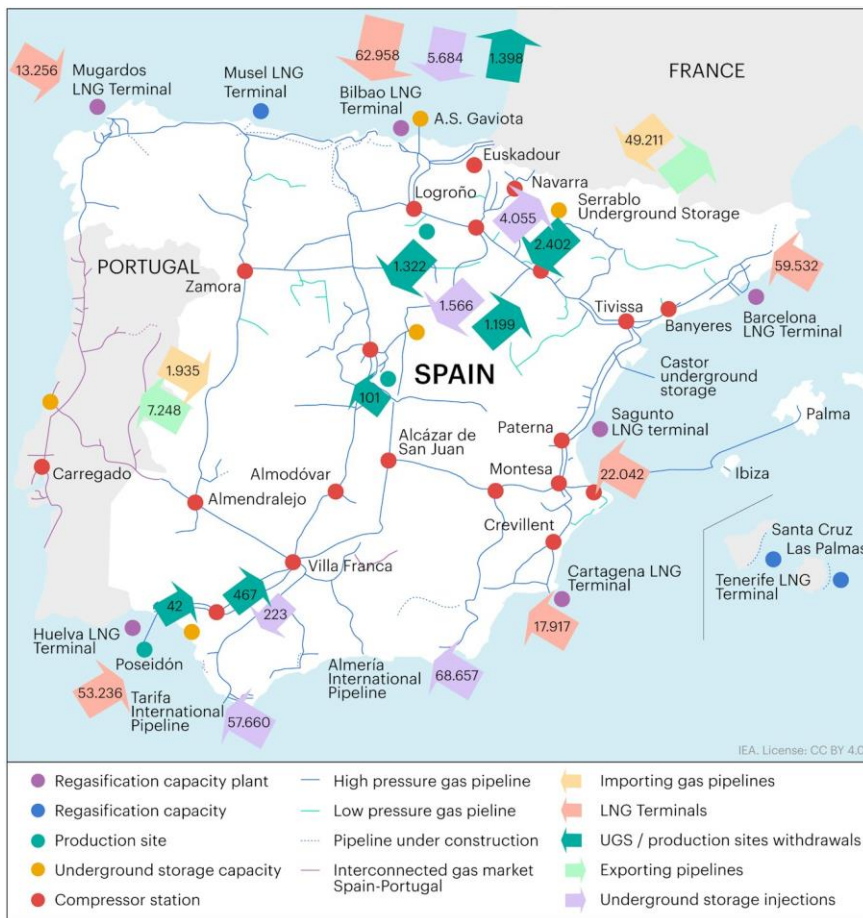 13.256
Mugardos
LNG Terminal
Musel LNG
Terminal
62.958
5.684
1.398
Bilbao LNG
Terminal
A.S. Gaviota
FRANCE
49.211
Euskadour
Navarra
Logroño
Serrablo
Underground Storage
4.055
2.402
PORTUGAL
Zamora
1.322
1.566
1.199
59.532
Tivissa
Banyeres
Barcelona
LNG Terminal
SPAIN
Castor
underground
storage
1.935
7.248
101
Palma
Sagunto
LNG terminal
Paterna
Alcázar de
San Juan
Carregado
Almodóvar
Montesa
22.042
Ibiza
Almendralejo
Crevillent
Santa Cruz
Las Palmas
Villa Franca
Tenerife LNG
Terminal
Cartagena LNG
Terminal
42
467
223
17.917
Huelva LNG
Terminal
Poseidón
53.236
Tarifa
International
Pipeline
57.660
Almería
International
Pipeline
68.657
IEA. License: CC BY 4.0
Regasification capacity plant
Regasification capacity
Production site
Underground storage capacity
Compressor station
High pressure gas pipeline
Low pressure gas pieline
Pipeline under construction
Interconnected gas market
Spain-Portugal
Importing gas pipelines
LNG Terminals
UGS / production sites withdrawals
Exporting pipelines
Underground storage injections